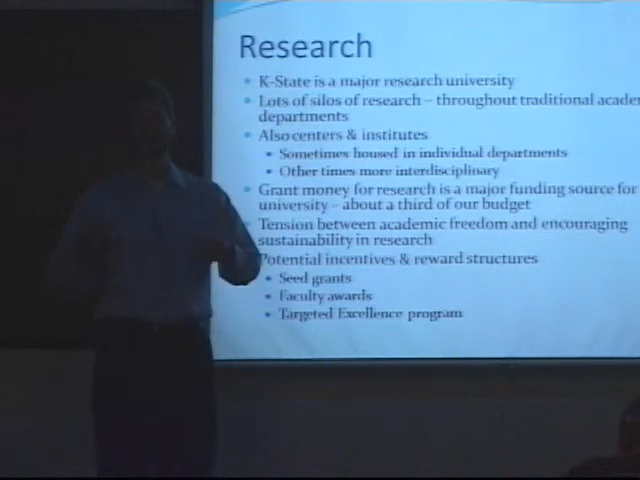 Research
K-State is a major research university
Lots of silos of research – throughout traditional
departments
Also centers & institutes
Sometimes housed in individual departments
Other times more interdisciplinary
Grant money for research is a major funding source for
university – about a third of our budget
Tension between academic freedom and encouraging
sustainability in research
Potential incentives & reward structures
Seed grants
Faculty awards
Targeted Excellence program